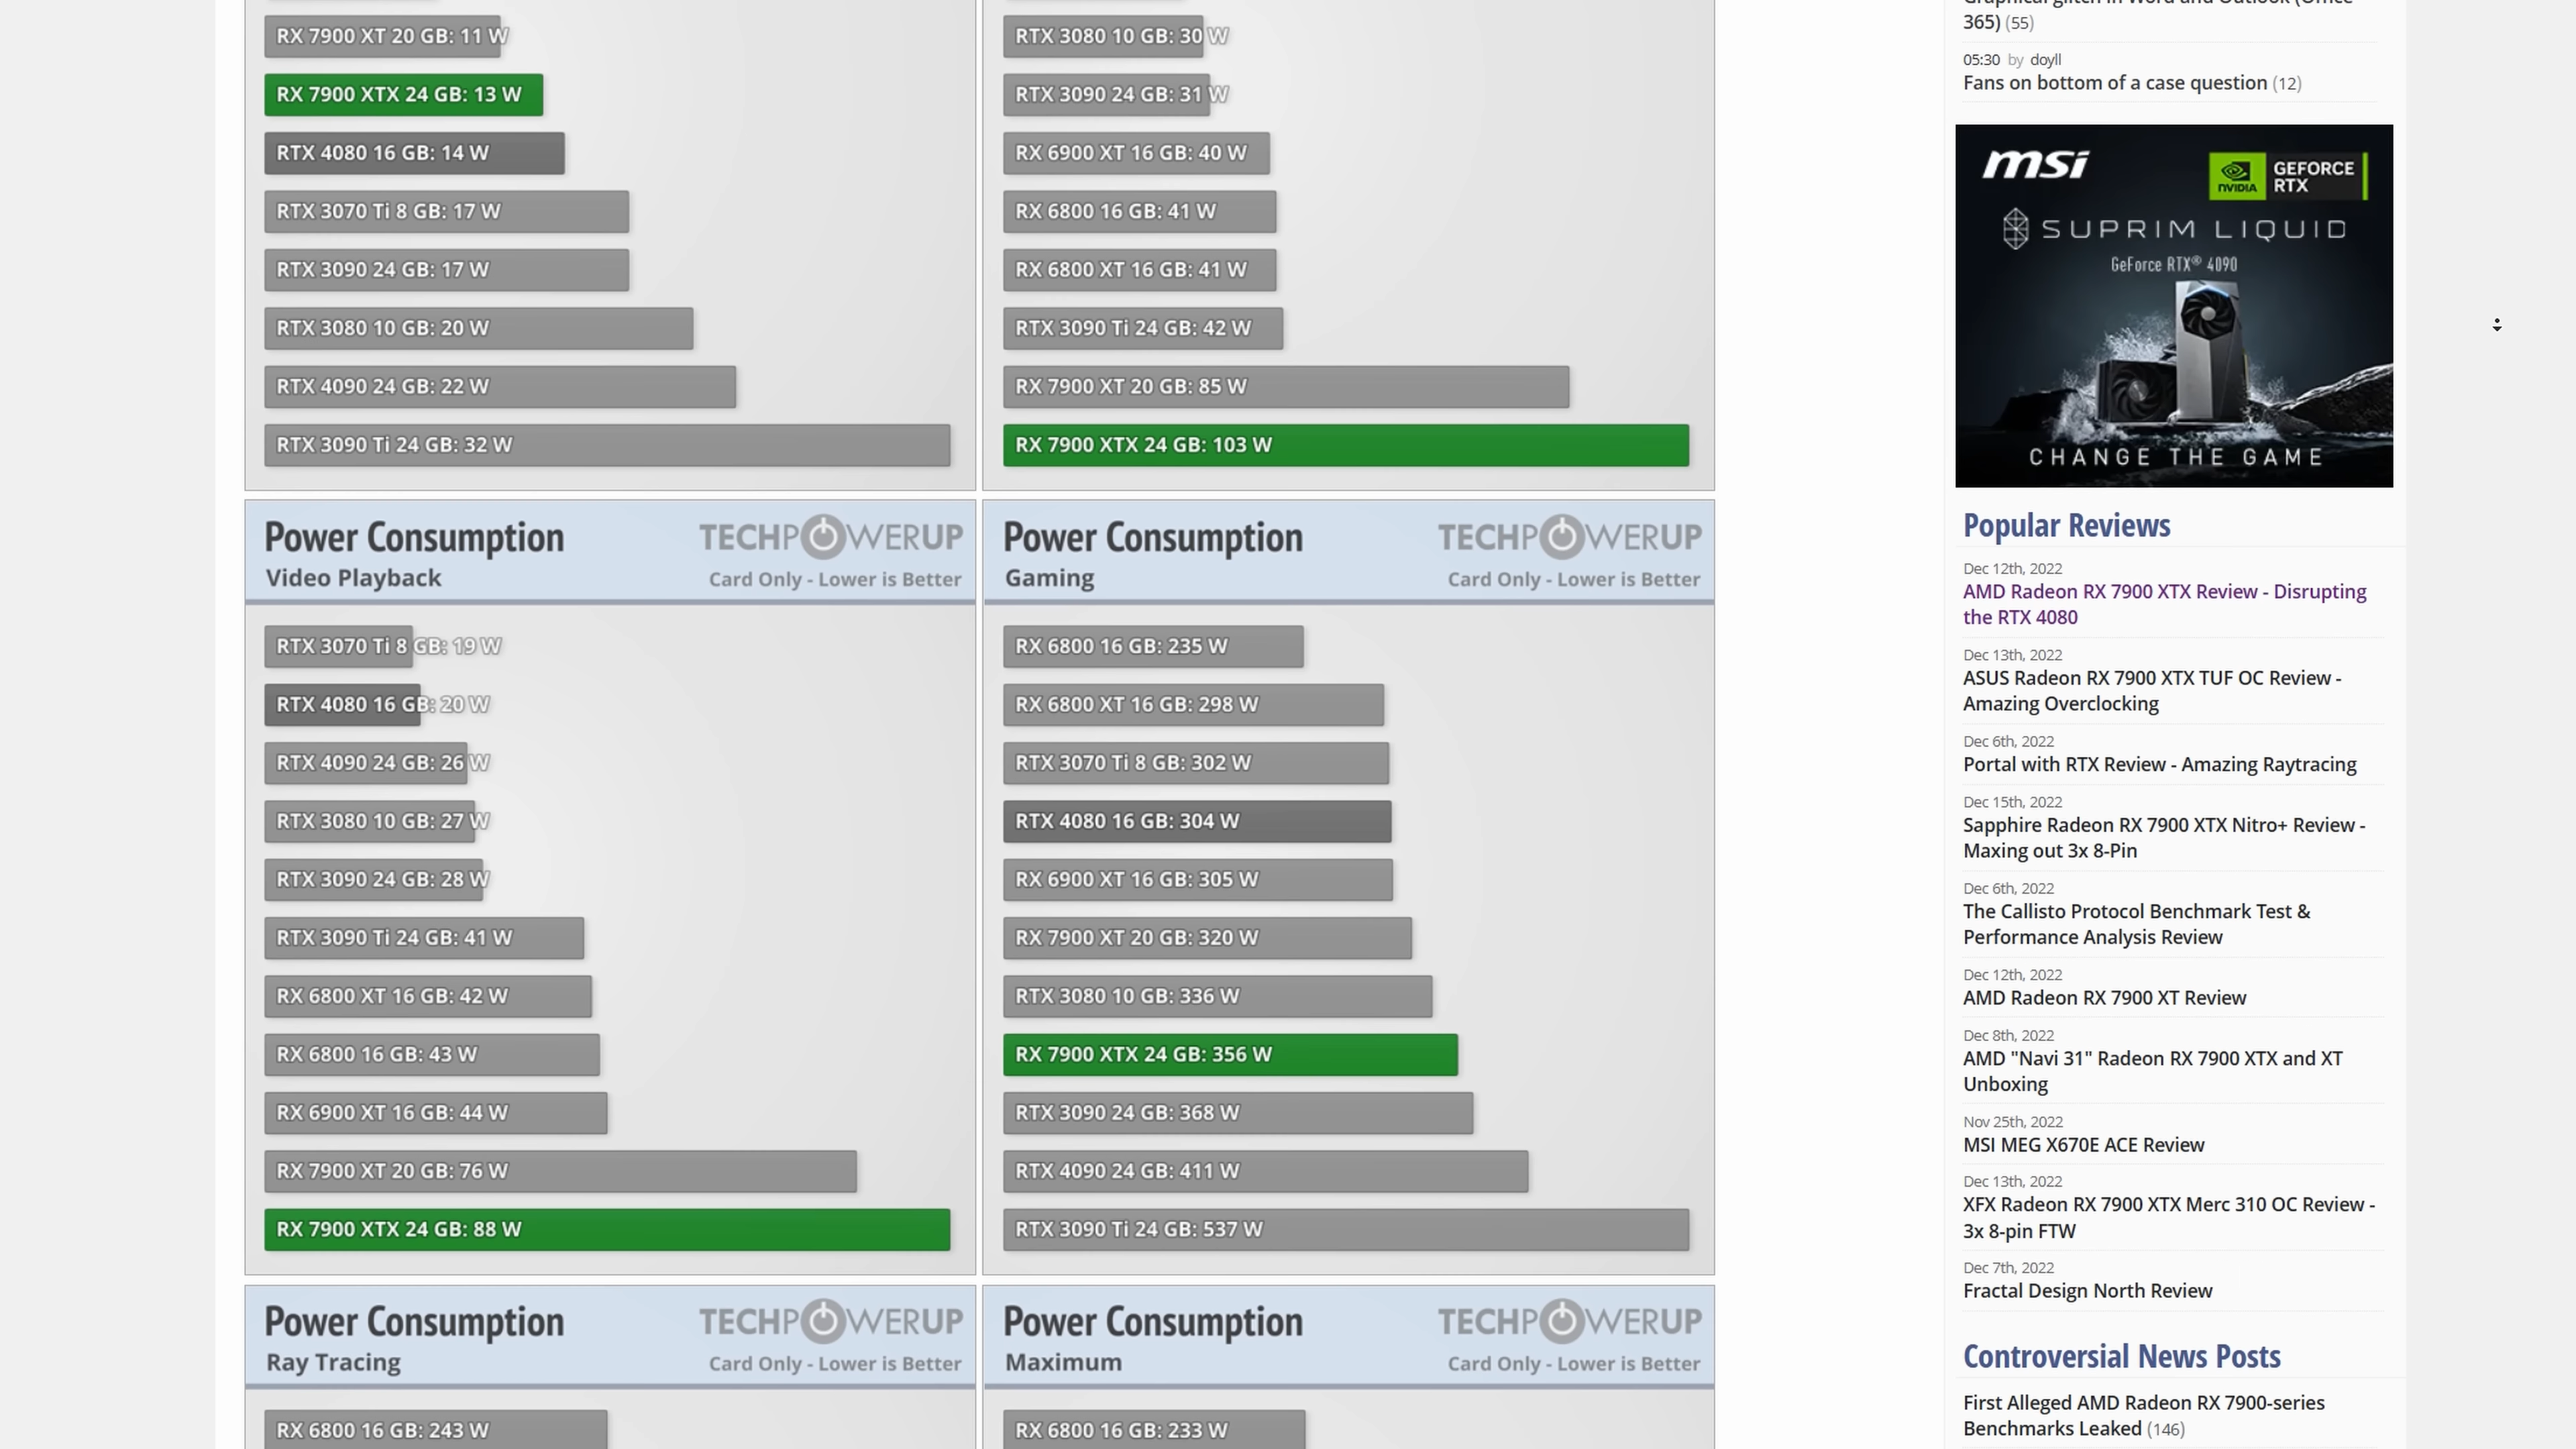 RX 7900 XT 20 GB: 11 W
RX 7900 XTX 24 GB: 13 W
RTX 4080 16 GB: 14 W
RTX 3070 Ti 8 GB: 17 W
RTX 3090 24 GB: 17 W
RTX 3080 10 GB: 20 W
RTX 4090 24 GB: 22 W
RTX 3090 Ti 24 GB: 32 W
RTX 3080 10 GB: 30 W
RTX 3090 24 GB: 31 W
RX 6900 XT 16 GB: 40 W
RX 6800 16 GB: 41 W
RX 6800 XT 16 GB: 41 W
RTX 3090 Ti 24 GB: 42 W
RX 7900 XT 20 GB: 85 W
RX 7900 XTX 24 GB: 103 W
Power Consumption
TECHPOWERUP
Video Playback
Card Only - Lower is Better
RTX 3070 Ti 8 GB: 19 W
RTX 4080 16 GB: 20 W
RTX 4090 24 GB: 26 W
RTX 3080 10 GB: 27 W
RTX 3090 24 GB: 28 W
RTX 3090 Ti 24 GB: 41 W
RX 6800 XT 16 GB: 42 W
RX 6800 16 GB: 43 W
RX 6900 XT 16 GB: 44 W
RX 7900 XT 20 GB: 76 W
RX 7900 XTX 24 GB: 88 W
Power Consumption
TECHPOWERUP
Gaming
Card Only - Lower is Better
RX 6800 16 GB: 235 W
RX 6800 XT 16 GB: 298 W
RTX 3070 Ti 8 GB: 302 W
RTX 4080 16 GB: 304 W
RX 6900 XT 16 GB: 305 W
RX 7900 XT 20 GB: 320 W
RTX 3080 10 GB: 336 W
RX 7900 XTX 24 GB: 356 W
RTX 3090 24 GB: 368 W
RTX 4090 24 GB: 411 W
RTX 3090 Ti 24 GB: 537 W
Power Consumption
TECHPOWERUP
Ray Tracing
Card Only - Lower is Better
RX 6800 16 GB: 243 W
Power Consumption
TECHPOWERUP
Maximum
Card Only - Lower is Better
RX 6800 16 GB: 233 W
Graphical glitch in Word and Outlook (Office
365) (55)
05:30 by doyll
Fans on bottom of a case question (12)
msi
NVIDIA
GEFORCE
RTX
SUPRIM LIQUID
GeForce RTX® 4090
CHANGE THE GAME
Popular Reviews
Dec 12th, 2022
AMD Radeon RX 7900 XTX Review - Disrupting
the RTX 4080
Dec 13th, 2022
ASUS Radeon RX 7900 XTX TUF OC Review -
Amazing Overclocking
Dec 6th, 2022
Portal with RTX Review - Amazing Raytracing
Dec 15th, 2022
Sapphire Radeon RX 7900 XTX Nitro+ Review -
Maxing out 3x 8-Pin
Dec 6th, 2022
The Callisto Protocol Benchmark Test &
Performance Analysis Review
Dec 12th, 2022
AMD Radeon RX 7900 XT Review
Dec 8th, 2022
AMD "Navi 31" Radeon RX 7900 XTX and XT
Unboxing
Nov 25th, 2022
MSI MEG X670E ACE Review
Dec 13th, 2022
XFX Radeon RX 7900 XTX Merc 310 OC Review -
3x 8-pin FTW
Dec 7th, 2022
Fractal Design North Review
Controversial News Posts
First Alleged AMD Radeon RX 7900-series
Benchmarks Leaked (146)